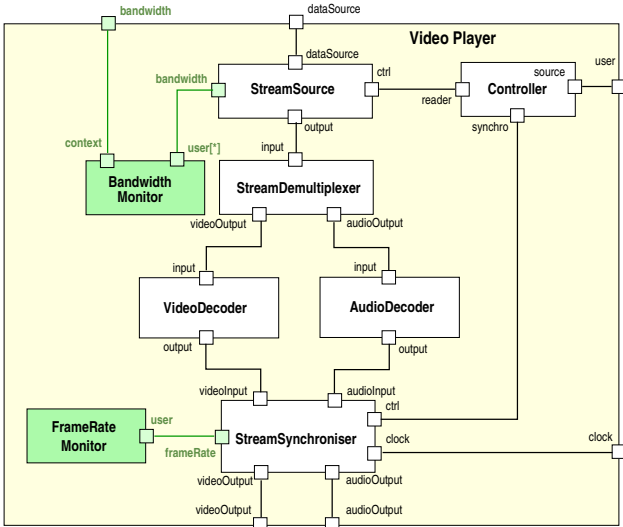 bandwidth
dataSource
Video Player
dataSource
bandwidth
ctrl
StreamSource
source
user
Controller
reader
output
synchro
context
user[*]
input
Bandwidth
Monitor
StreamDemultiplexer
videoOutput
audioOutput
input
input
VideoDecoder
AudioDecoder
output
output
videoInput
audioInput
ctrl
FrameRate
Monitor
user
frameRate
StreamSynchroniser
clock
clock
videoOutput
audioOutput
videoOutput
audioOutput